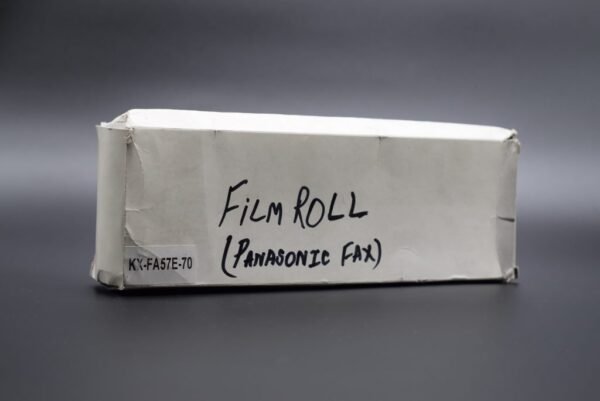 FILM ROLL
(PANASONIC FAX)
KX-FA57E-70